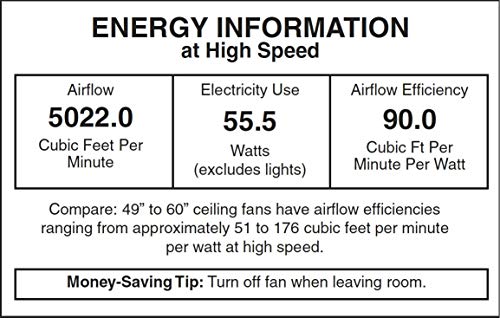 ENERGY INFORMATION
at High Speed
Airflow
5022.0
Cubic Feet Per
Minute
Electricity Use
55.5
Watts
(excludes lights)
Airflow Efficiency
90.0
Cubic Ft Per
Minute Per Watt
Compare: 49” to 60” ceiling fans have airflow efficiencies
ranging from approximately 51 to 176 cubic feet per minute
per watt at high speed.
Money-Saving Tip: Turn off fan when leaving room.